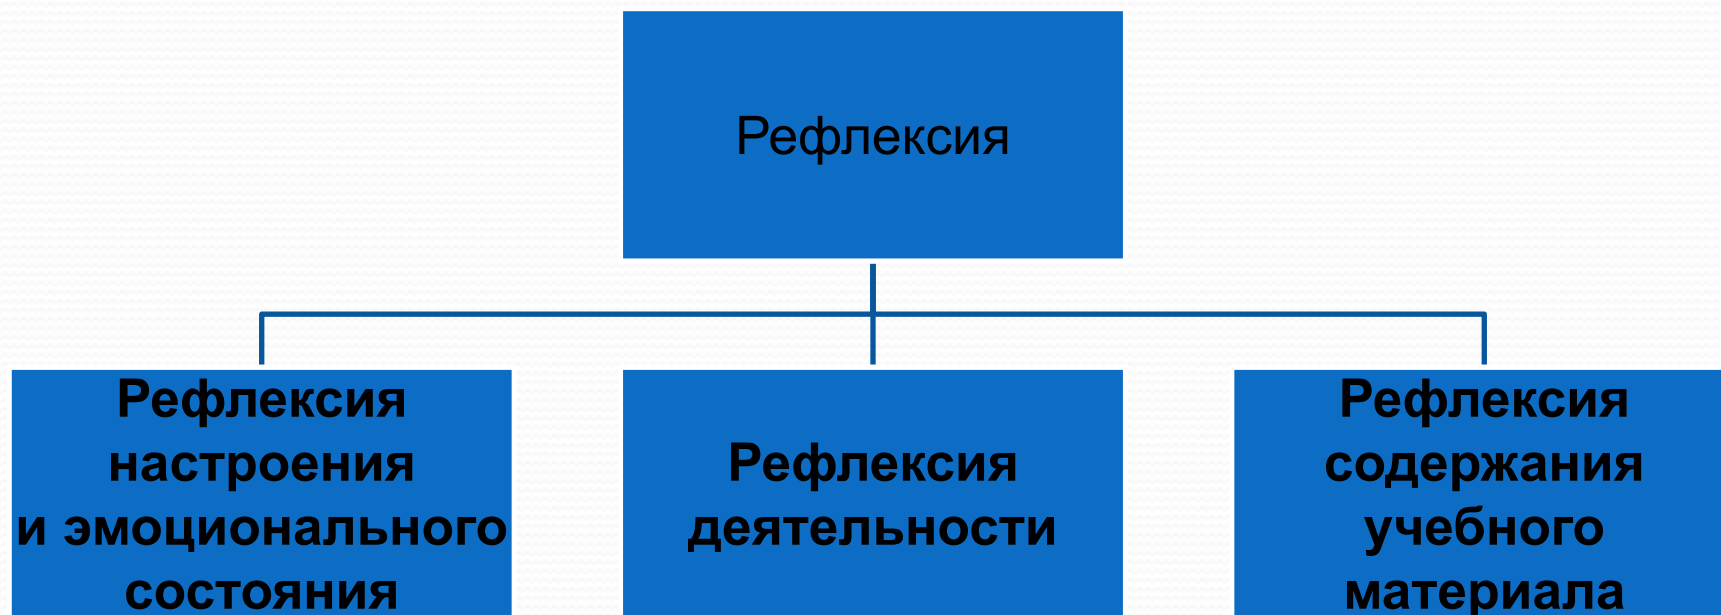 Рефлексия
Рефлексия
настроения
и эмоционального
состояния
Рефлексия
деятельности
Рефлексия
содержания
учебного
материала